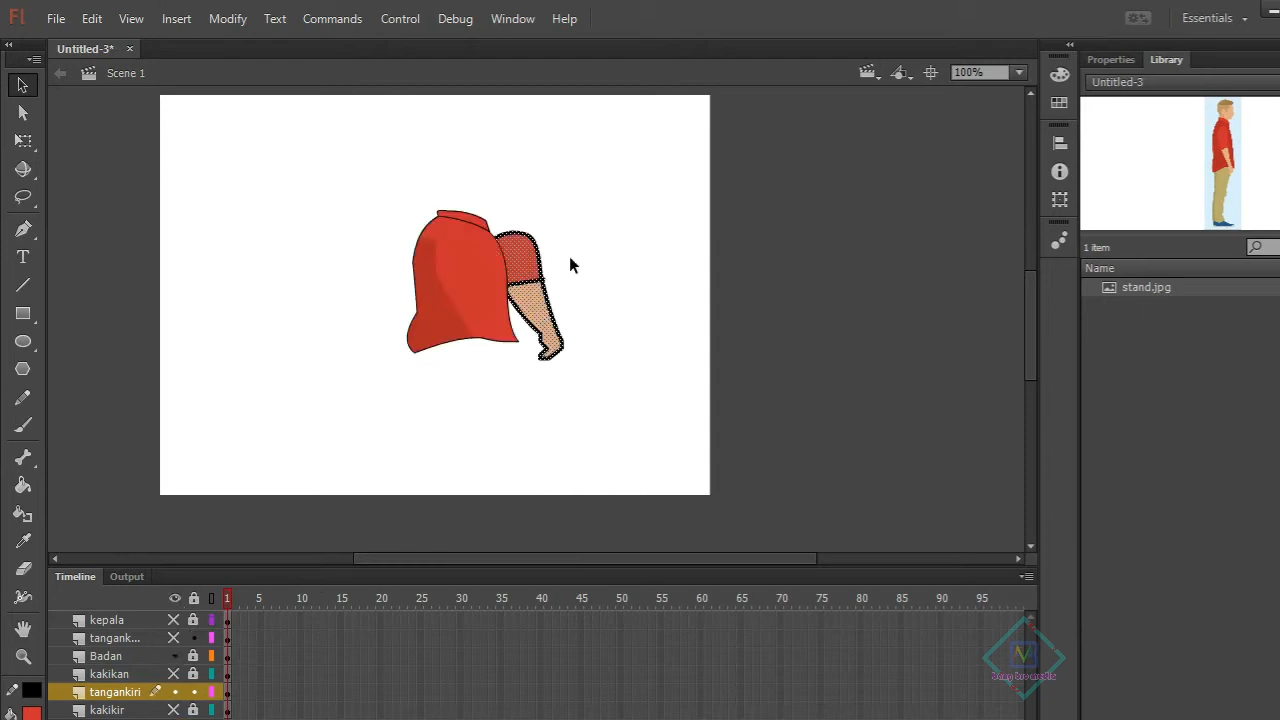 Fl File Edit View Insert Modify Text Commands Control Debug Window Help Essentials
Untitled-3*
Scene 1 100%
Properties Library
Untitled-3
1 item
Name
stand.jpg
Timeline Output
1 5 10 15 20 25 30 35 40 45 50 55 60 65 70 75 80 85 90 95
kepala
tangank...
Badan
kakikan
tangankiri
kakikir